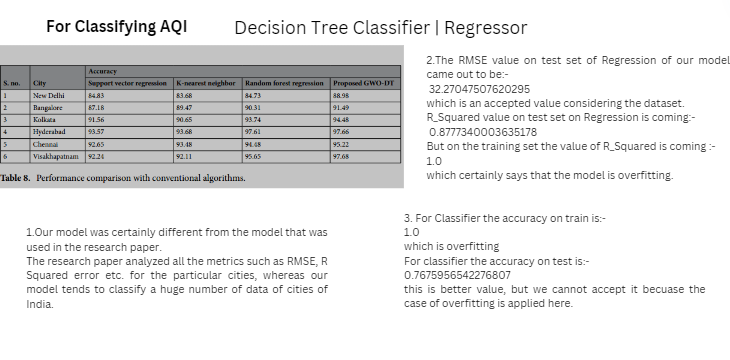 For Classifying AQI
Decision Tree Classifier | Regressor
Accuracy
S. no. City Support vector regression K-nearest neighbor Random forest regression Proposed GWO-DT
1 New Delhi 84.83 83.68 84.73 88.98
2 Bangalore 87.18 89.47 90.31 91.49
3 Kolkata 91.56 90.65 93.74 94.48
4 Hyderabad 93.57 93.68 97.61 97.66
5 Chennai 92.65 93.48 94.48 95.22
6 Visakhapatnam 92.24 92.11 95.65 97.68
Table 8. Performance comparison with conventional algorithms.
1.Our model was certainly different from the model that was
used in the research paper.
The research paper analyzed all the metrics such as RMSE, R
Squared error etc. for the particular cities, whereas our
model tends to classify a huge number of data of cities of
India.
2.The RMSE value on test set of Regression of our model
came out to be:-
32.27047507620295
which is an accepted value considering the dataset.
R_Squared value on test set on Regression is coming:-
0.8777340003635178
But on the training set the value of R_Squared is coming :-
1.0
which certainly says that the model is overfitting.
3. For Classifier the accuracy on train is:-
1.0
which is overfitting
For classifier the accuracy on test is:-
0.7675956542276807
this is better value, but we cannot accept it becuase the
case of overfitting is applied here.